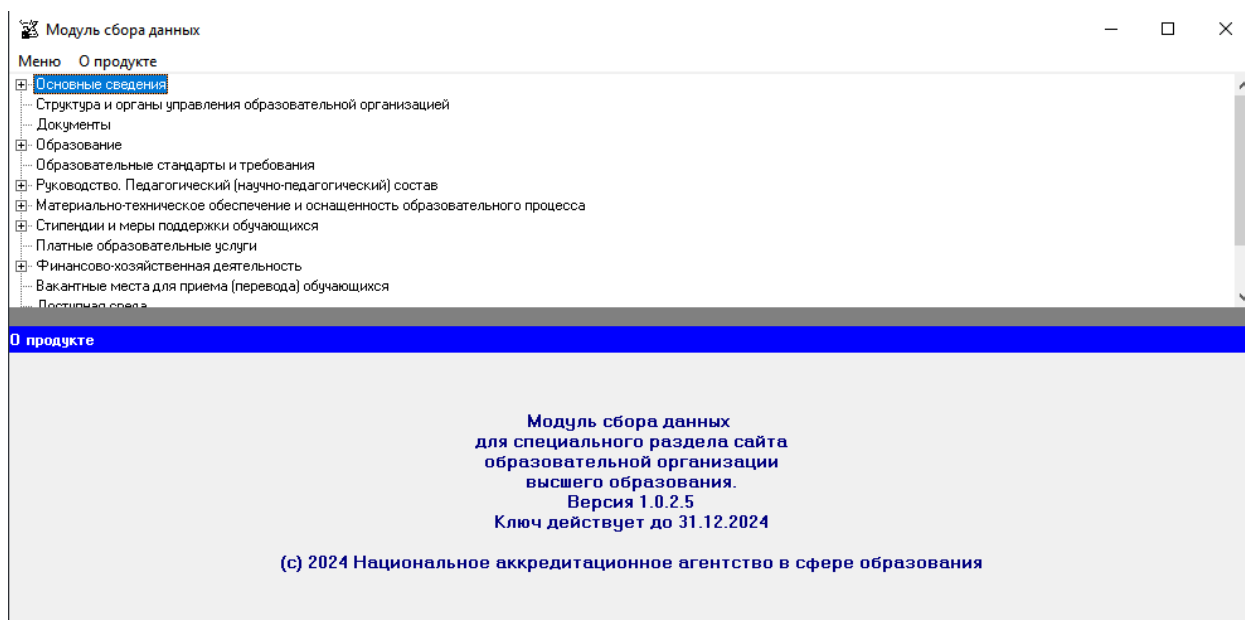 Модуль сбора данных
Меню О продукте
Основные сведения
Структура и органы управления образовательной организацией
Документы
Образование
Образовательные стандарты и требования
Руководство. Педагогический (научно-педагогический) состав
Материально-техническое обеспечение и оснащенность образовательного процесса
Стипендии и меры поддержки обучающихся
Платные образовательные услуги
Финансово-хозяйственная деятельность
Вакантные места для приема (перевода) обучающихся
Доступная среда
О продукте
Модуль сбора данных
для специального раздела сайта
образовательной организации
высшего образования.
Версия 1.0.2.5
Ключ действует до 31.12.2024
(с) 2024 Национальное аккредитационное агентство в сфере образования